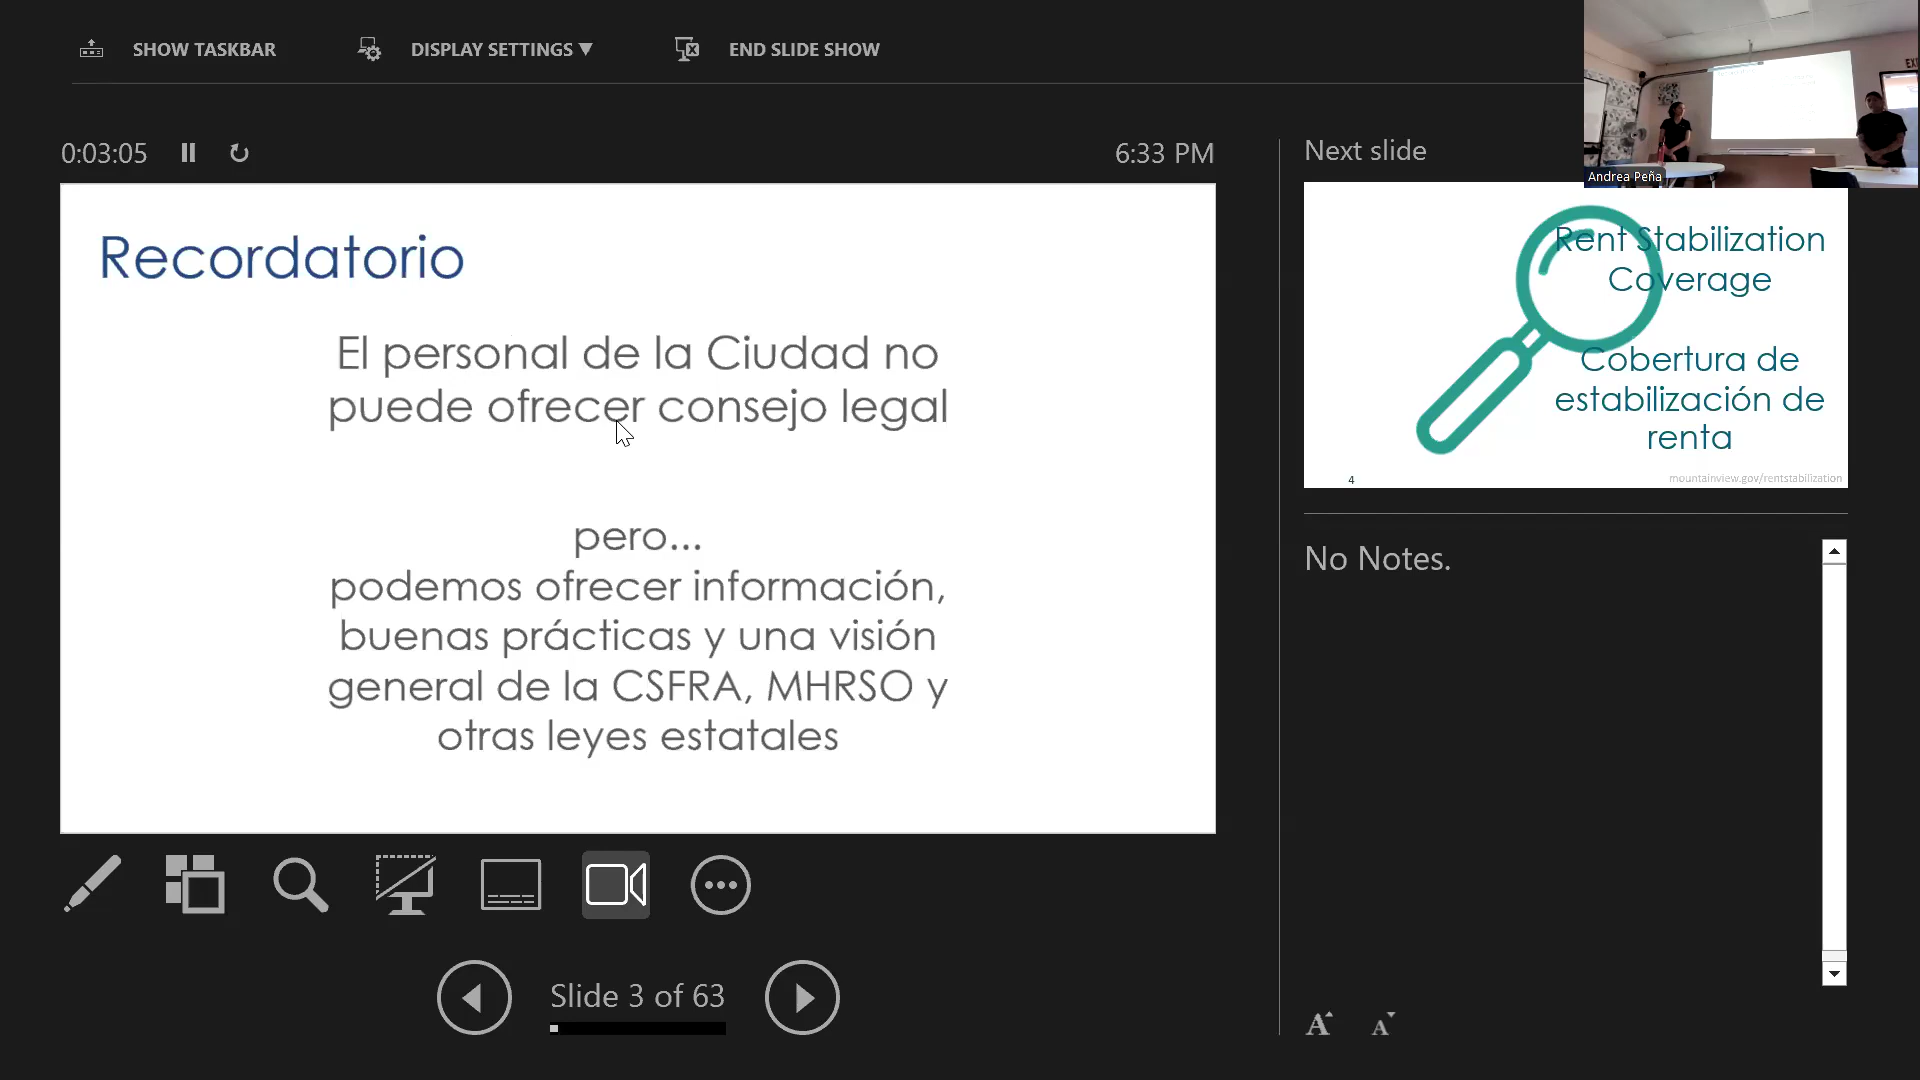 SHOW TASKBAR
DISPLAY SETTINGS ▼
END SLIDE SHOW
0:03:05
6:33 PM
Recordatorio
El personal de la Ciudad no
puede ofrecer consejo legal
pero...
podemos ofrecer información,
buenas prácticas y una visión
general de la CSFRA, MHRSO y
otras leyes estatales
Slide 3 of 63
Next slide
Andrea Peña
Rent Stabilization
Coverage
Cobertura de
estabilización de
renta
4
mountainview.gov/rentstabilization
No Notes.
A
A